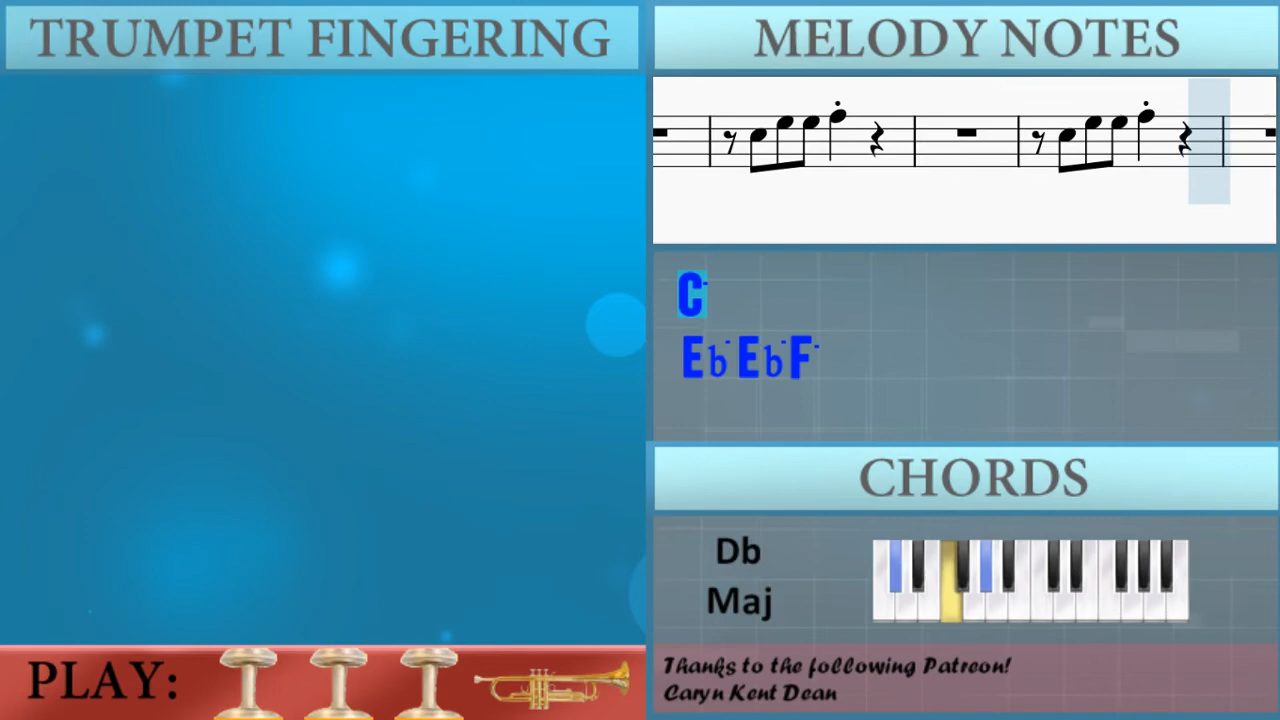 TRUMPET FINGERING
MELODY NOTES
C
Eb Eb F
CHORDS
Db
Maj
PLAY:
Thanks to the following Patreon!
Caryn Kent Dean